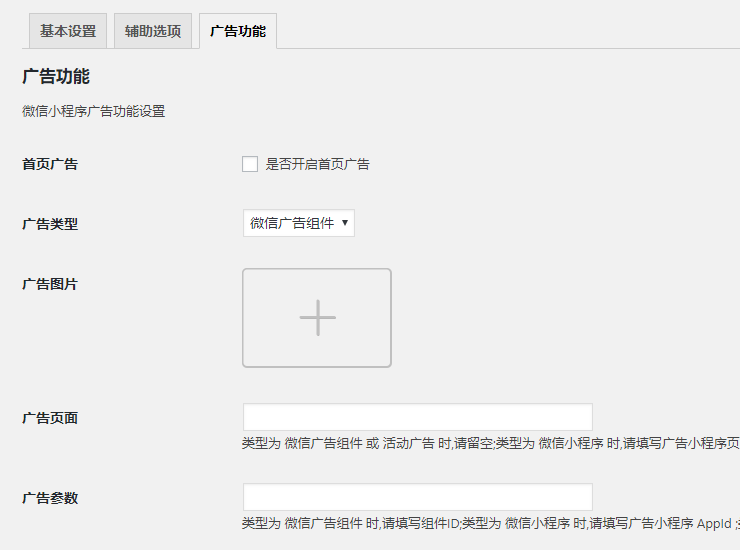 基本设置 辅助选项 广告功能
广告功能
微信小程序广告功能设置
首页广告 是否开启首页广告
广告类型 微信广告组件
广告图片
广告页面
类型为 微信广告组件 或 活动广告 时,请留空;类型为 微信小程序 时,请填写广告小程序页
广告参数
类型为 微信广告组件 时,请填写组件ID;类型为 微信小程序 时,请填写广告小程序 AppId ;